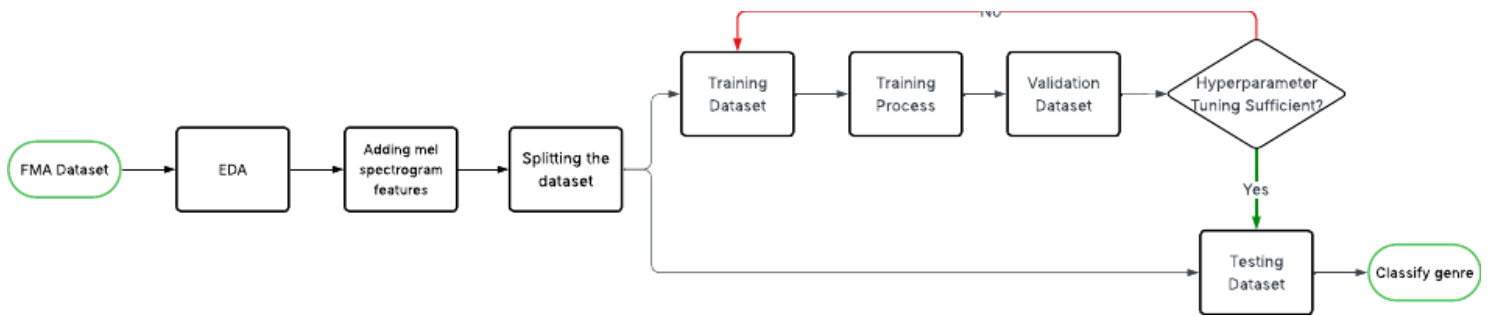 No
Training
Dataset
Training
Process
Validation
Dataset
Hyperparameter
Tuning Sufficient?
FMA Dataset
EDA
Adding mel
spectrogram
features
Splitting the
dataset
Yes
Testing
Dataset
Classify genre